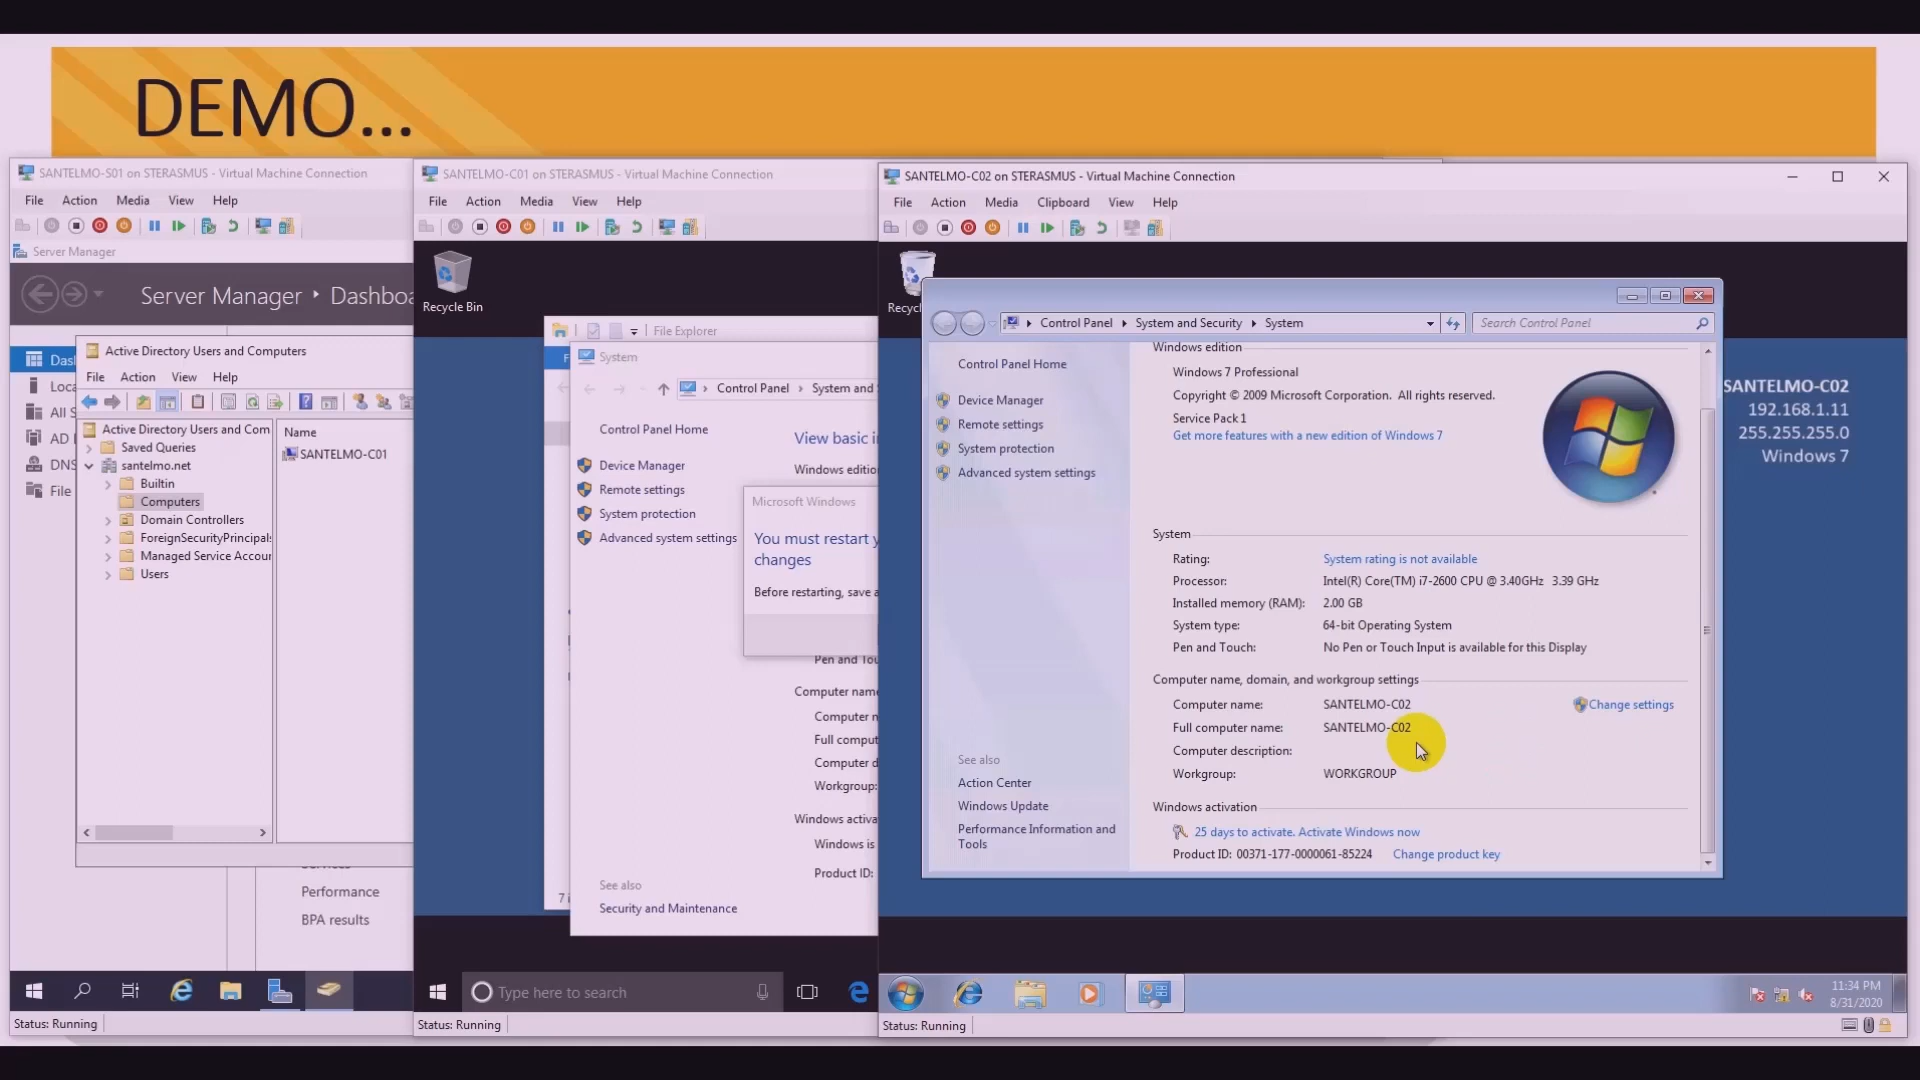 DEMO...
SANTELMO-S01 on STERASMUS - Virtual Machine Connection
File Action Media View Help
Server Manager
Server Manager
Active Directory Users and Computers
File Action View Help
Active Directory Users and Com
Saved Queries
santelmo.net
Builtin
Computers
Domain Controllers
ForeignSecurityPrincipals
Managed Service Accour
Users
Name
SANTELMO-C01
Performance
BPA results
Status: Running
SANTELMO-C01 on STERASMUS - Virtual Machine Connection
File Action Media View Help
Recycle Bin
File Explorer
System
Control Panel System and
Control Panel Home
Device Manager
Remote settings
System protection
Advanced system settings
View basic i
Windows edition
Microsoft Windows
You must restart y
changes
Before restarting, save a
Pen and Tou
Computer name
Computer n
Full comput
Computer d
Workgroup:
Windows activa
Windows is
Product ID:
See also
Security and Maintenance
Type here to search
Status: Running
SANTELMO-C02 on STERASMUS - Virtual Machine Connection
File Action Media Clipboard View Help
Recyc
Control Panel System and Security System
Search Control Panel
Control Panel Home
Device Manager
Remote settings
System protection
Advanced system settings
See also
Action Center
Windows Update
Performance Information and
Tools
Windows edition
Windows 7 Professional
Copyright © 2009 Microsoft Corporation. All rights reserved.
Service Pack 1
Get more features with a new edition of Windows 7
System
Rating: System rating is not available
Processor: Intel(R) Core(TM) i7-2600 CPU @ 3.40GHz 3.39 GHz
Installed memory (RAM): 2.00 GB
System type: 64-bit Operating System
Pen and Touch: No Pen or Touch Input is available for this Display
Computer name, domain, and workgroup settings
Computer name: SANTELMO-C02 Change settings
Full computer name: SANTELMO-C02
Computer description:
Workgroup: WORKGROUP
Windows activation
25 days to activate. Activate Windows now
Product ID: 00371-177-0000061-85224 Change product key
SANTELMO-C02
192.168.1.11
255.255.255.0
Windows 7
11:34 PM
8/31/2020
Status: Running